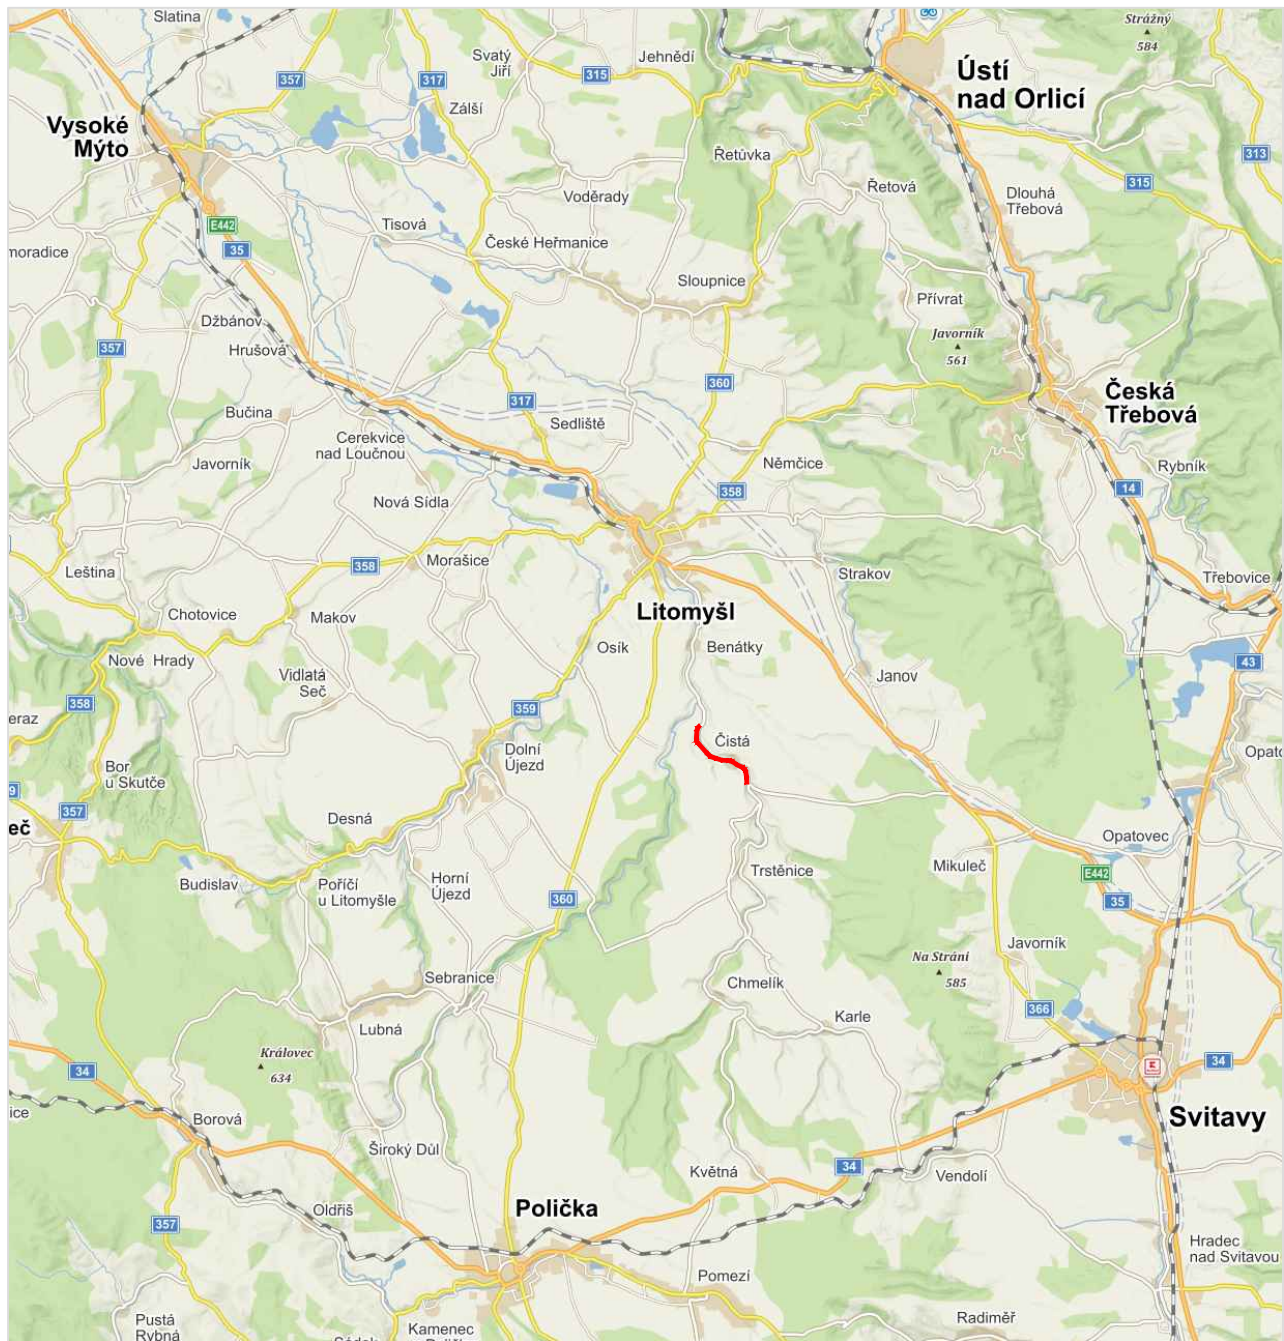 Slatina
Strážný
584
Svatý
Jiří
Jehnědí
315
357
317
Ústí
nad Orlicí
Zálší
Vysoké
Mýto
Řetůvka
313
Řetová
315
Dlouhá
Třebová
Voděrady
E442
Tisová
35
České Heřmanice
moradice
Sloupnice
Přívrat
Džbánov
Javorník
561
357
Hrušová
360
Česká
Třebová
317
Bučina
Sedliště
Cerekvice
nad Loučnou
Javorník
Němčice
Rybník
14
358
Nová Sídla
Morašice
358
Leština
Strakov
Třebovice
Chotovice
Makov
Litomyšl
Osík
Benátky
Nové Hrady
43
Vidlatá
Seč
Janov
358
359
eraz
Čistá
Dolní
Újezd
Opato
Bor
u Skutče
9
357
Desná
eč
Opatovec
Mikuleč
Trstěnice
E442
Budislav
Poříčí
u Litomyšle
Horní
Újezd
360
35
Javorník
Na Stráni
585
Sebranice
Chmelík
366
Karle
Lubná
Královec
634
34
34
ice
Borová
Svitavy
Široký Důl
34
Květná
Vendolí
Polička
Oldřiš
357
Hradec
nad Svitavou
Pomezí
Pustá
Rybná
Kamenec
Radiměř